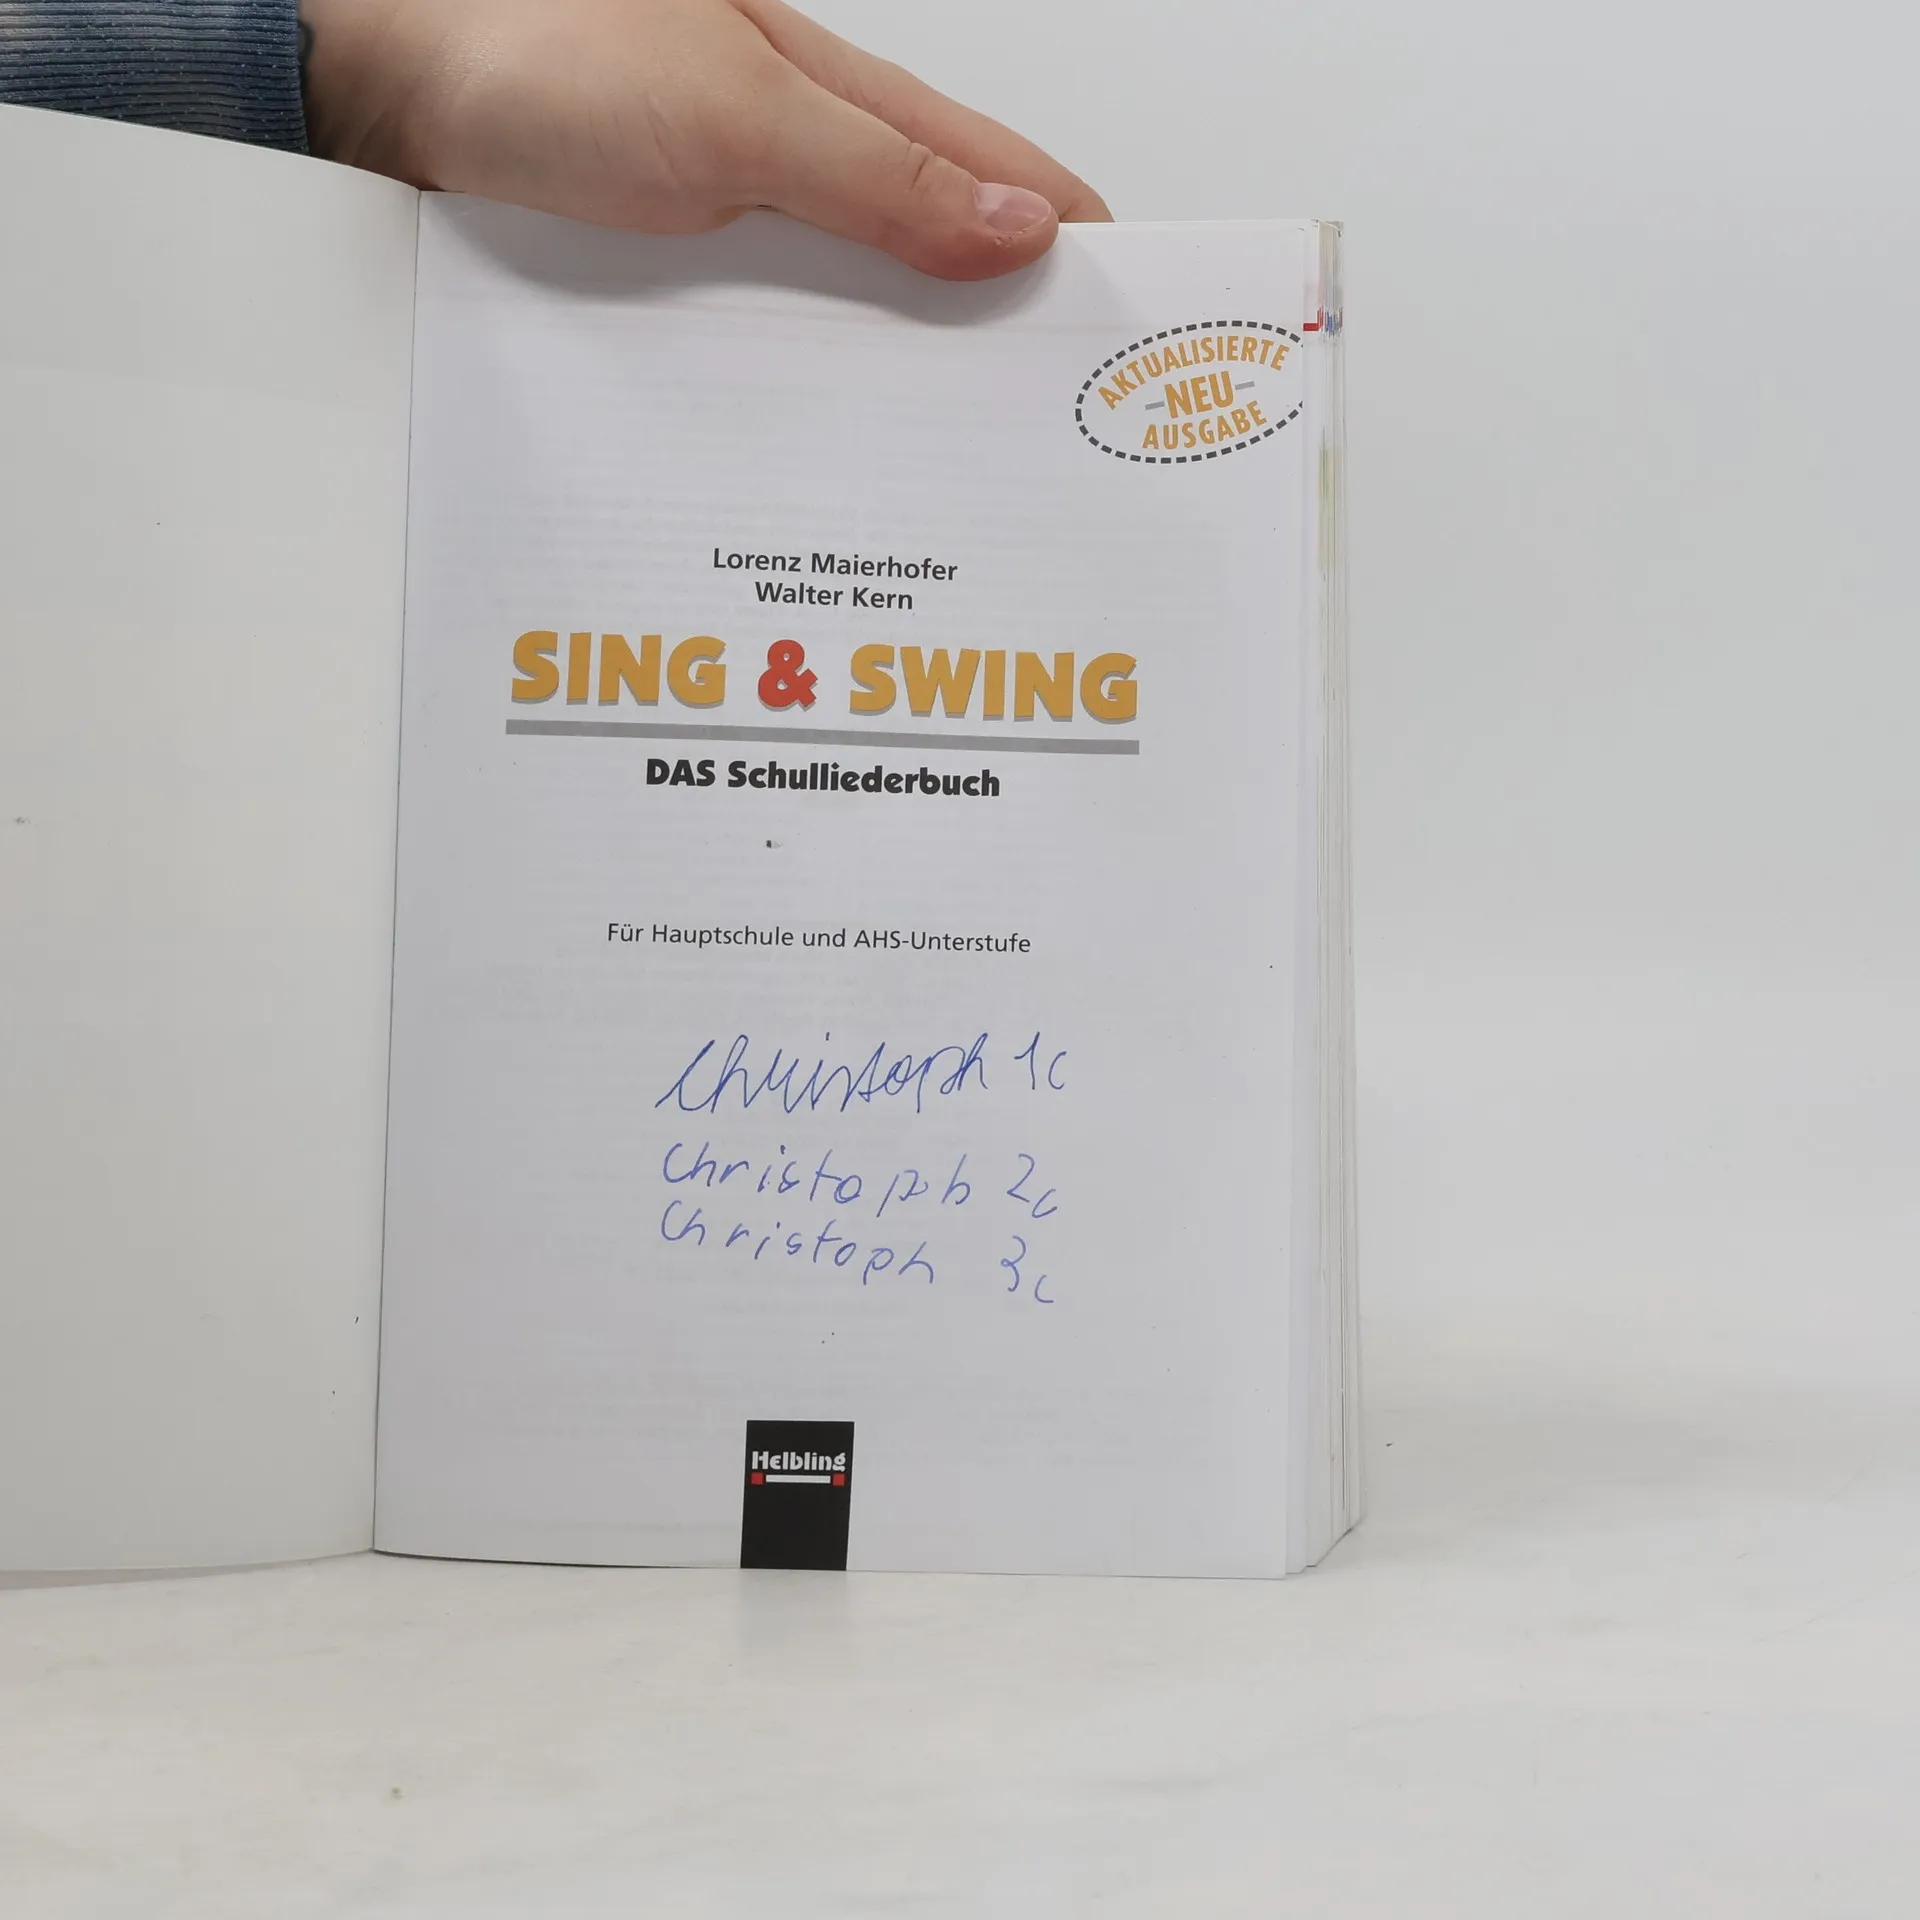 AKTUALISIERTE
NEU
AUSGABE
Lorenz Maierhofer
Walter Kern
SING & SWING
DAS Schulliederbuch
Für Hauptschule und AHS-Unterstufe
Christoph 1c
Christoph 2c
Christoph 3c
Helbling